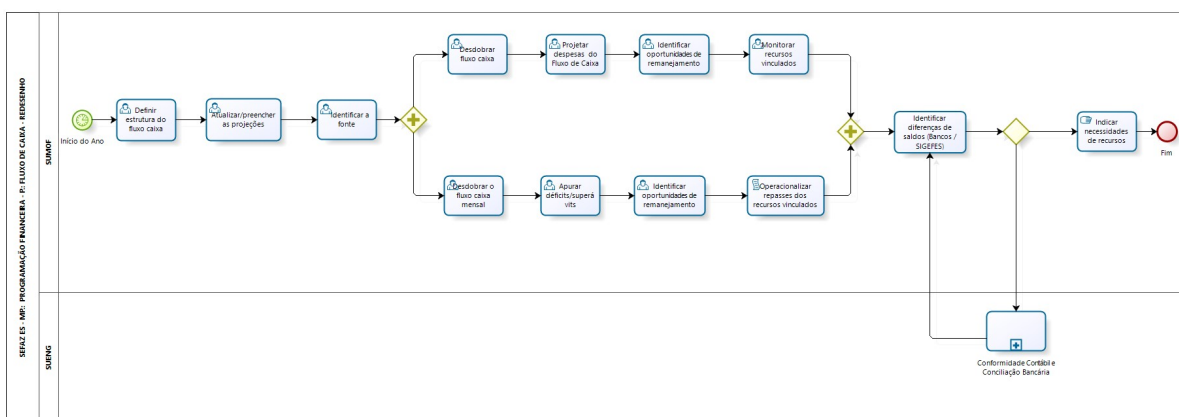 SEFAZ ES - MP.: PROGRAMAÇÃO FINANCEIRA - P.: FLUXO DE CAIXA - REDESENHO
SUMOF
Início do Ano
Definir
estrutura do
fluxo caixa
Atualizar/preencher
as projeções
Identificar a
fonte
Desdobrar
fluxo caixa
Projetar
despesas do
Fluxo de Caixa
Identificar
oportunidades de
remanejamento
Monitorar
recursos
vinculados
Desdobrar o
fluxo caixa
mensal
Apurar
déficits/superá
vits
Identificar
oportunidades de
remanejamento
Operacionalizar
repasses dos
recursos vinculados
Identificar
diferenças de
saldos (Bancos /
SIGEFES)
Indicar
necessidades
de recursos
Fim
SUENG
Conformidade Contábil e
Conciliação Bancária